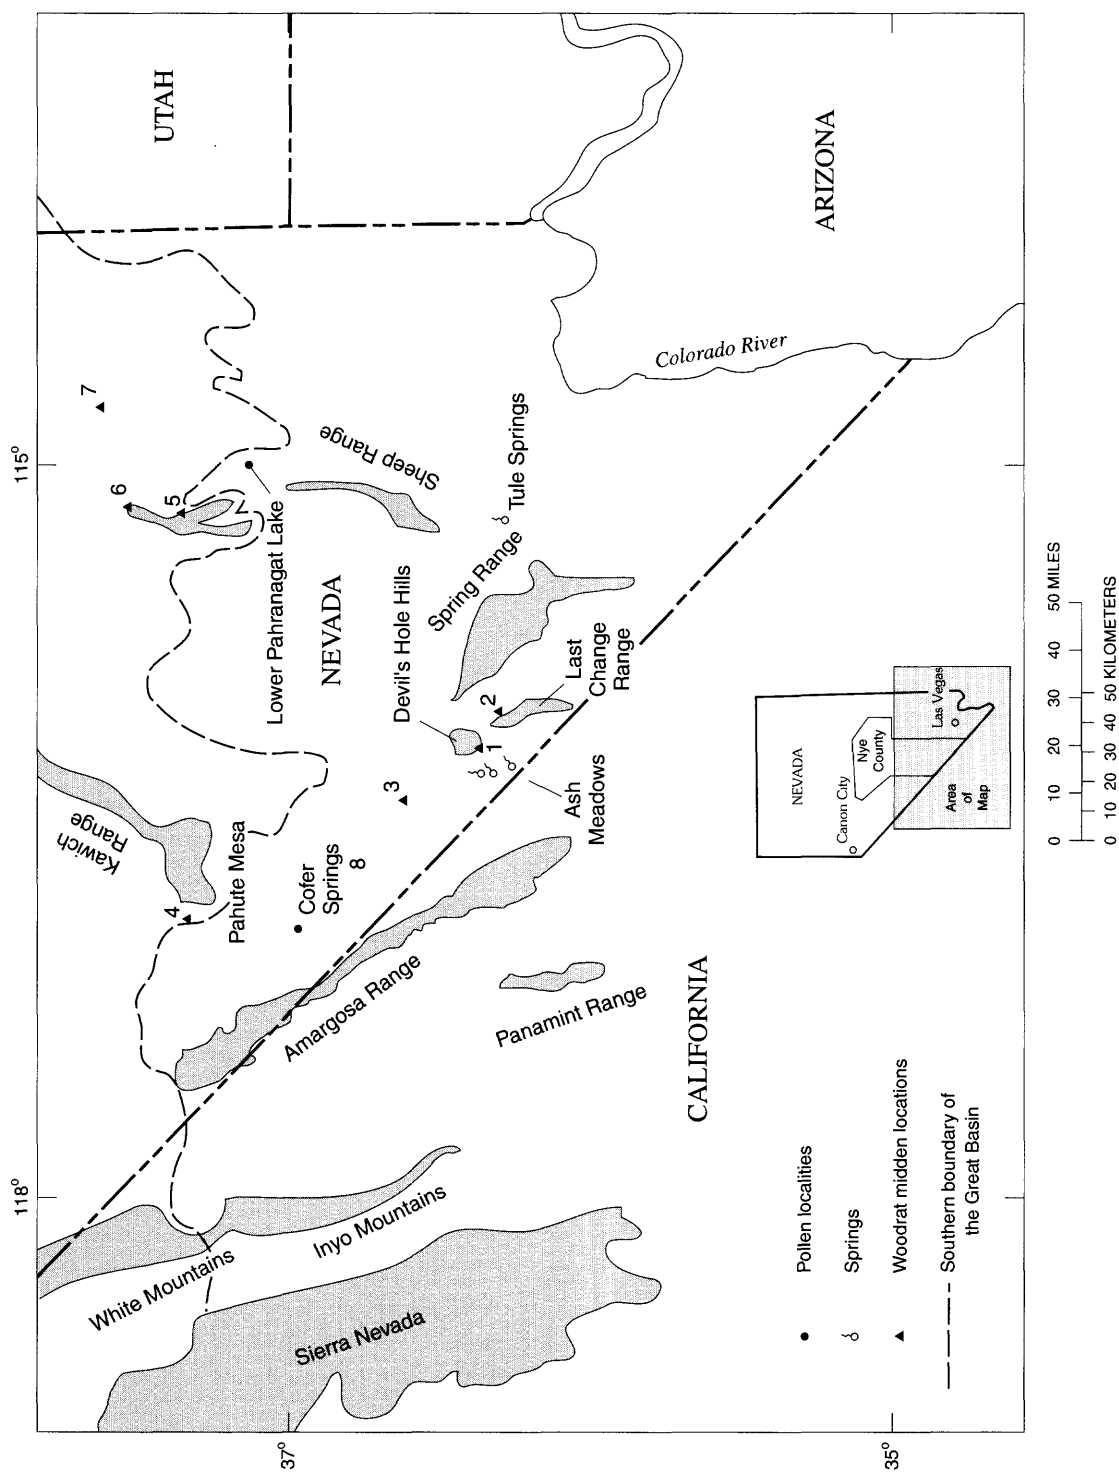 118°
115°
37°
35°
UTAH
ARIZONA
NEVADA
CALIFORNIA
Kawich
Range
Pahute Mesa
4
6
5
7
Lower Pahranagat Lake
Sheep Range
Cofer
Springs
8
3
Devil's Hole Hills
Spring Range
Tule Springs
2
1
Last
Change
Range
Ash
Meadows
Colorado River
White Mountains
Inyo Mountains
Sierra Nevada
Amargosa Range
Panamint Range
Pollen localities
Springs
Woodrat midden locations
Southern boundary of
the Great Basin
NEVADA
Canon City
Nye
County
Las Vegas
Area
of
Map
0 10 20 30 40 50 MILES
0 10 20 30 40 50 KILOMETERS